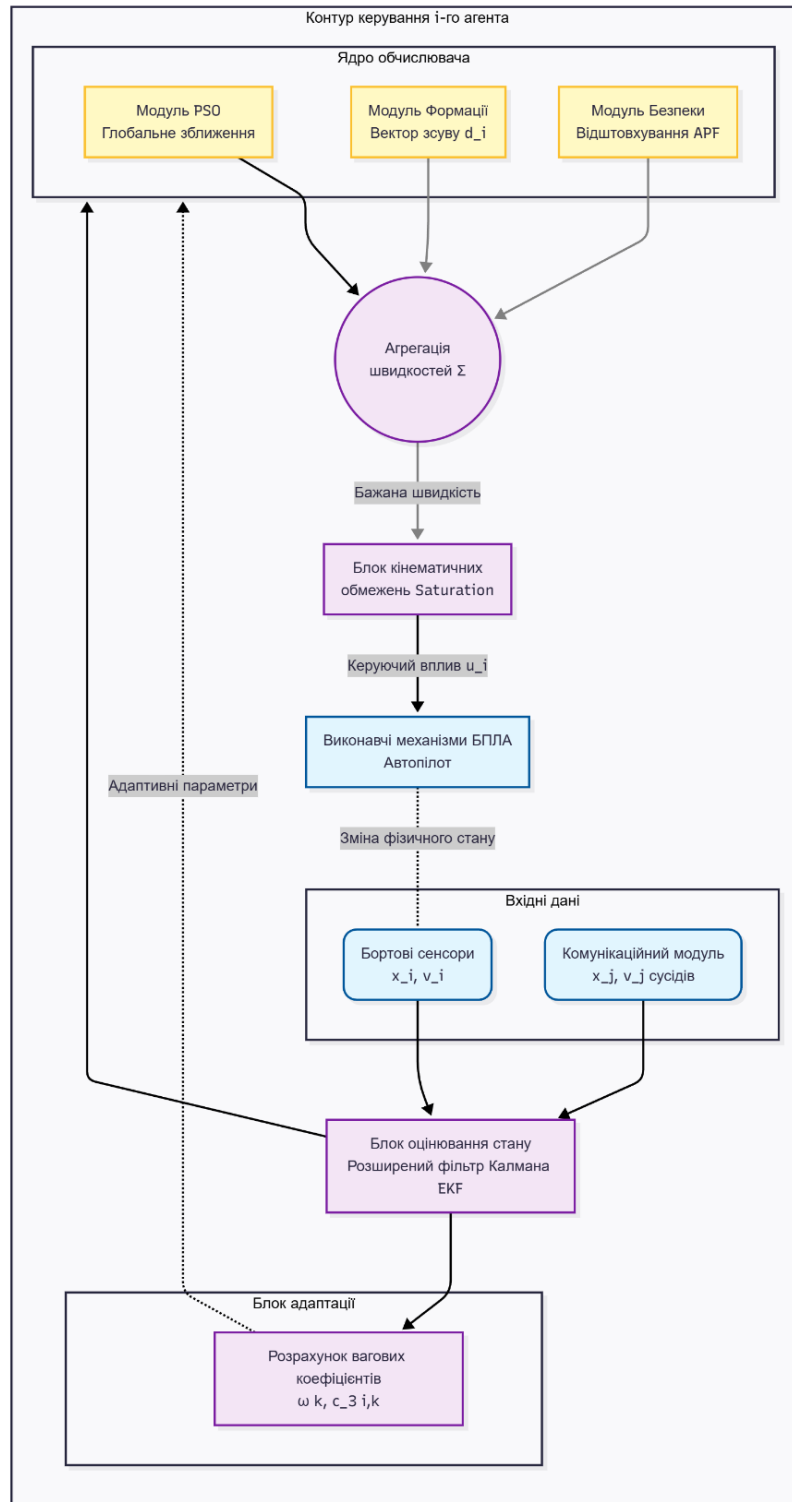 Контур керування i-го агента
Ядро обчислювача
Модуль PSO
Глобальне зближення
Модуль Формації
Вектор зсуву d_i
Модуль Безпеки
Відштовхування APF
Агрегація
швидкостей Σ
Бажана швидкість
Блок кінематичних
обмежень Saturation
Керуючий вплив u_i
Виконавчі механізми БПЛА
Автопілот
Адаптивні параметри
Зміна фізичного стану
Вхідні дані
Бортові сенсори
x_i, v_i
Комунікаційний модуль
x_j, v_j сусідів
Блок оцінювання стану
Розширений фільтр Калмана
EKF
Блок адаптації
Розрахунок вагових
коефіцієнтів
ω k, c_3 i,k